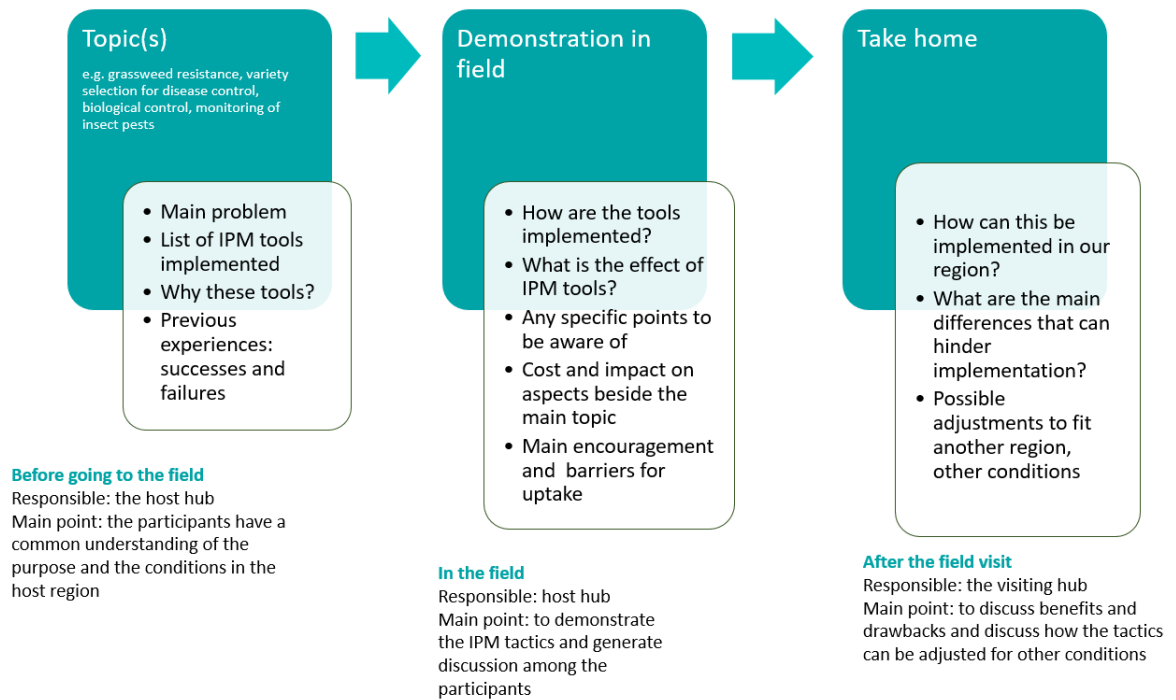 Topic(s)
e.g. grassweed resistance, variety
selection for disease control,
biological control, monitoring of
insect pests
• Main problem
• List of IPM tools
implemented
• Why these tools?
• Previous
experiences:
successes and
failures
Before going to the field
Responsible: the host hub
Main point: the participants have a
common understanding of the
purpose and the conditions in the
host region
Demonstration in
field
• How are the tools
implemented?
• What is the effect of
IPM tools?
• Any specific points to
be aware of
• Cost and impact on
aspects beside the
main topic
• Main encouragement
and barriers for
uptake
In the field
Responsible: host hub
Main point: to demonstrate
the IPM tactics and generate
discussion among the
participants
Take home
• How can this be
implemented in our
region?
• What are the main
differences that can
hinder
implementation?
• Possible
adjustments to fit
another region,
other conditions
After the field visit
Responsible: the visiting hub
Main point: to discuss benefits and
drawbacks and discuss how the tactics
can be adjusted for other conditions